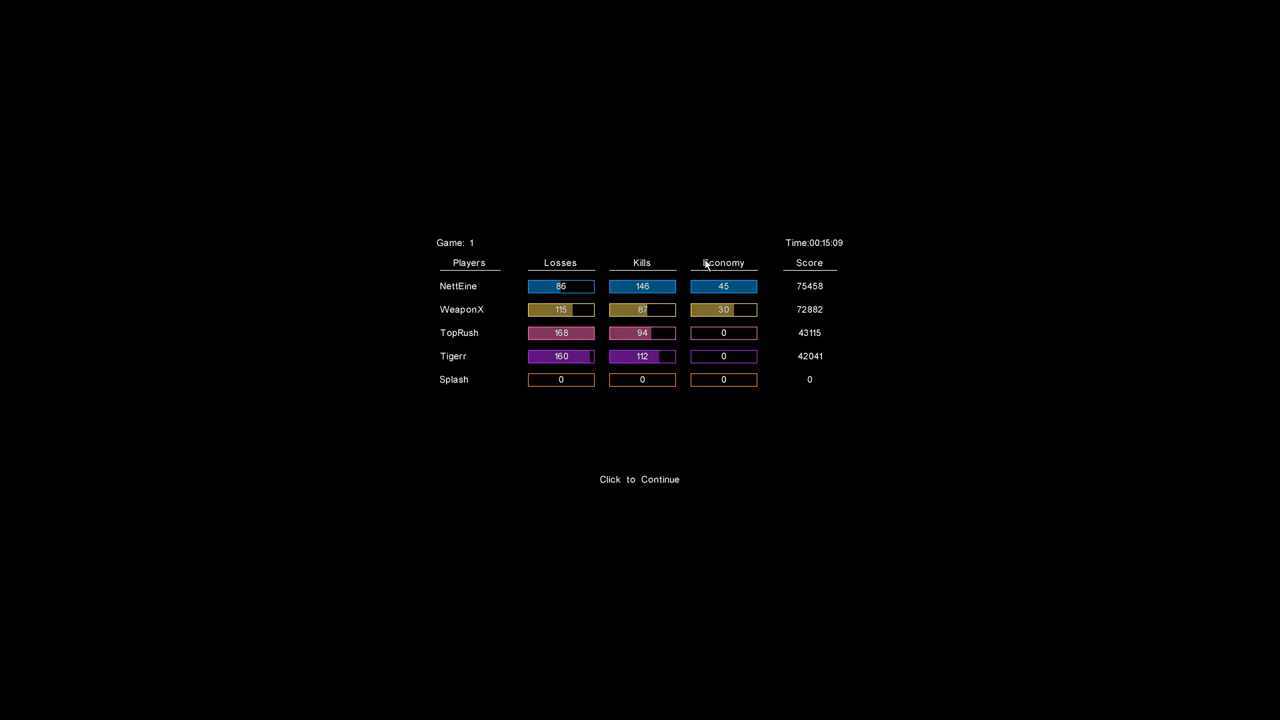 Game: 1 Time:00:15:09
Players Losses Kills Economy Score
NettEine 86 146 45 75458
WeaponX 115 87 30 72882
TopRush 168 94 0 43115
Tigerr 160 112 0 42041
Splash 0 0 0 0
Click to Continue